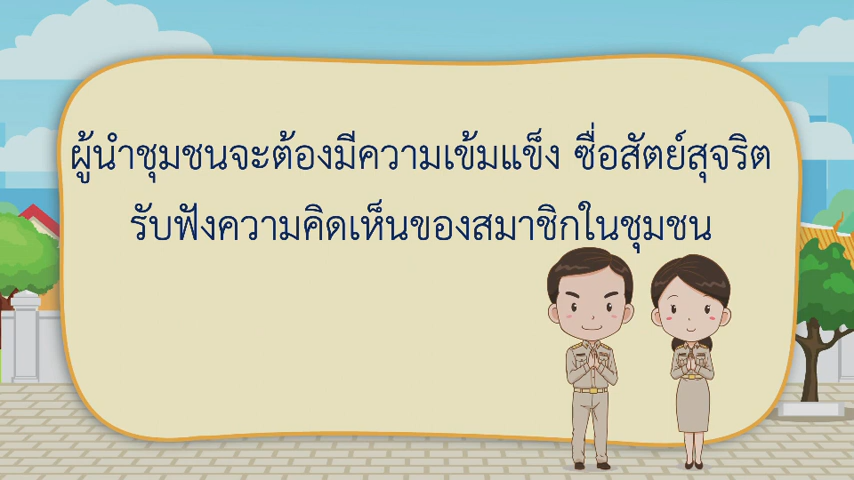 ผู้นำชุมชนจะต้องมีความเข้มแข็ง ซื่อสัตย์สุจริต
รับฟังความคิดเห็นของสมาชิกในชุมชน